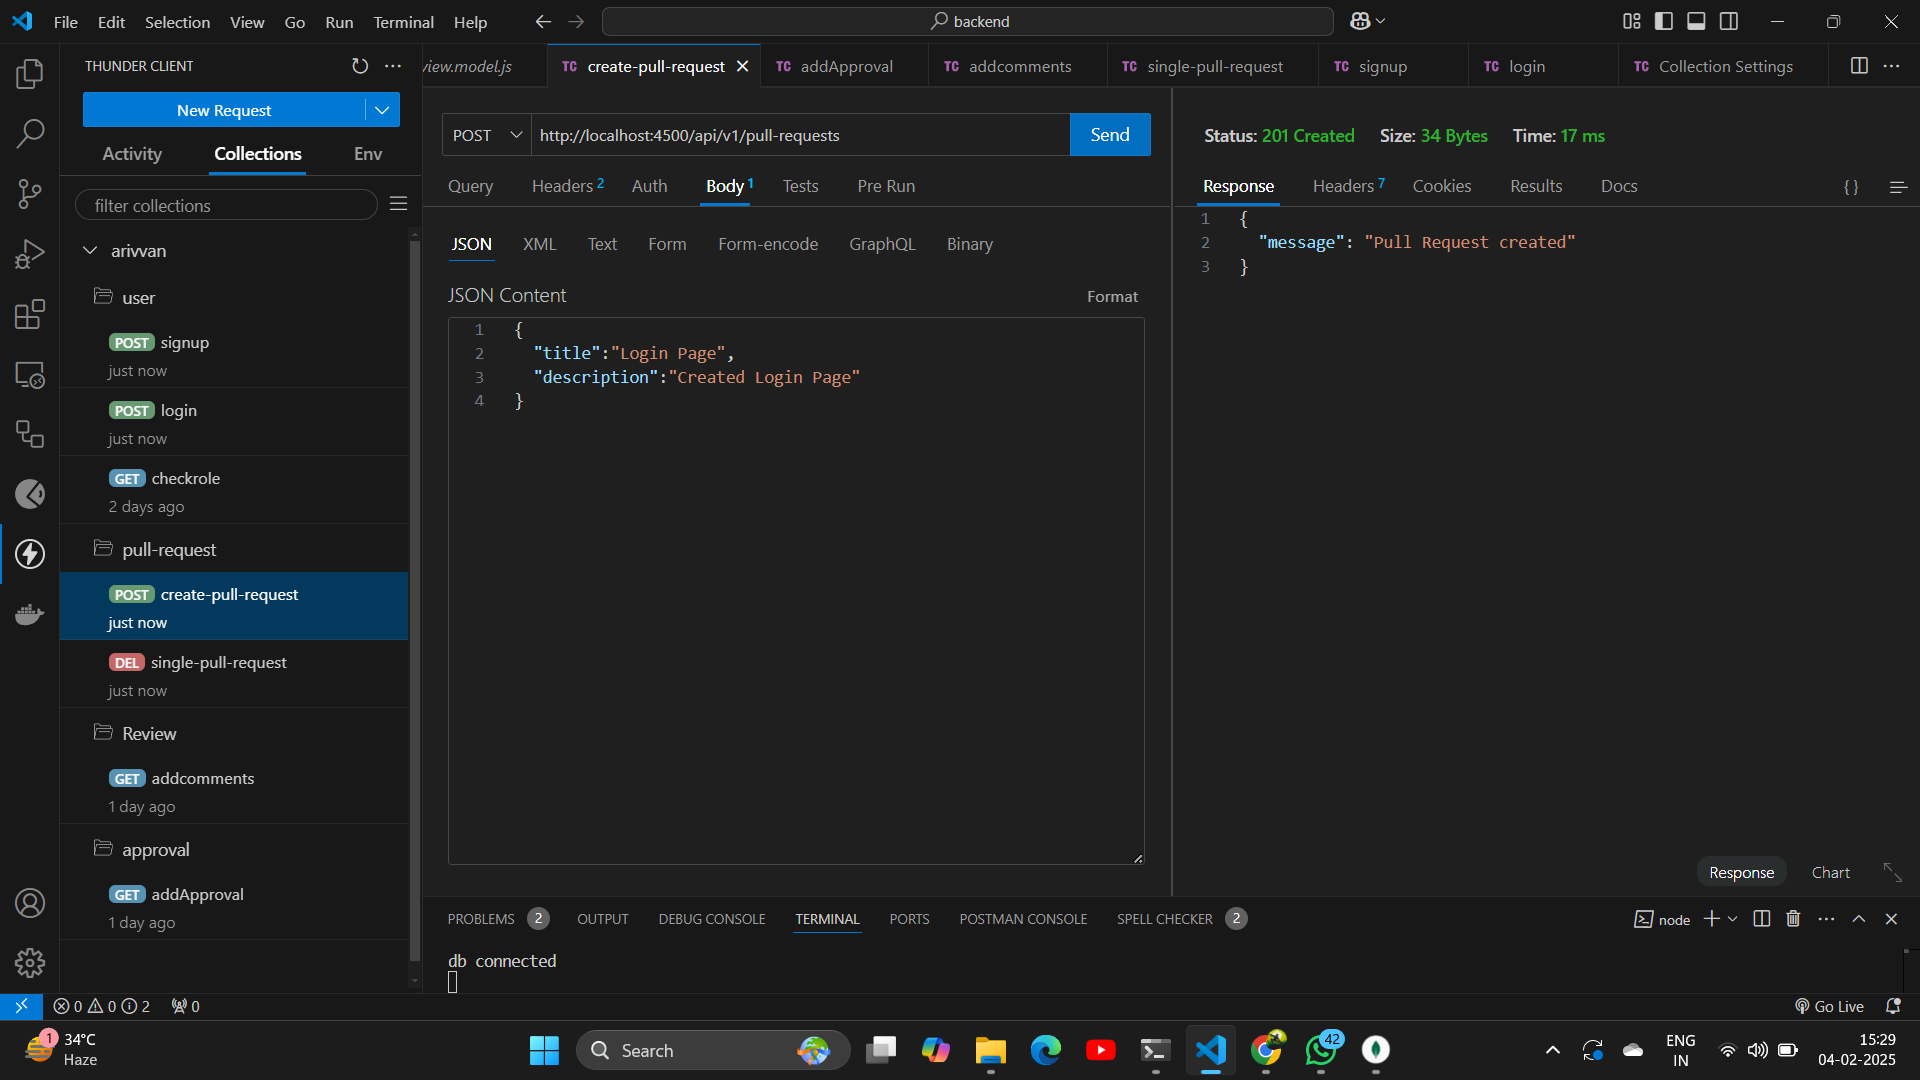 File Edit Selection View Go Run Terminal Help
backend
THUNDER CLIENT
New Request
Activity Collections Env
filter collections
arivvan
user
POST signup
just now
POST login
just now
GET checkrole
2 days ago
pull-request
POST create-pull-request
just now
DEL single-pull-request
just now
Review
GET addcomments
1 day ago
approval
GET addApproval
1 day ago
view.model.js TC create-pull-request TC addApproval TC addcomments TC single-pull-request TC signup TC login TC Collection Settings
POST http://localhost:4500/api/v1/pull-requests Send
Query Headers 2 Auth Body 1 Tests Pre Run
JSON XML Text Form Form-encode GraphQL Binary
JSON Content Format
1 {
2 "title":"Login Page",
3 "description":"Created Login Page"
4 }
Status: 201 Created Size: 34 Bytes Time: 17 ms
Response Headers 7 Cookies Results Docs { }
1 {
2 "message": "Pull Request created"
3 }
Response Chart
PROBLEMS 2 OUTPUT DEBUG CONSOLE TERMINAL PORTS POSTMAN CONSOLE SPELL CHECKER 2 node
db connected
0 0 2 0 Go Live
1 34°C
Haze
Search
42
ENG
IN
15:29
04-02-2025